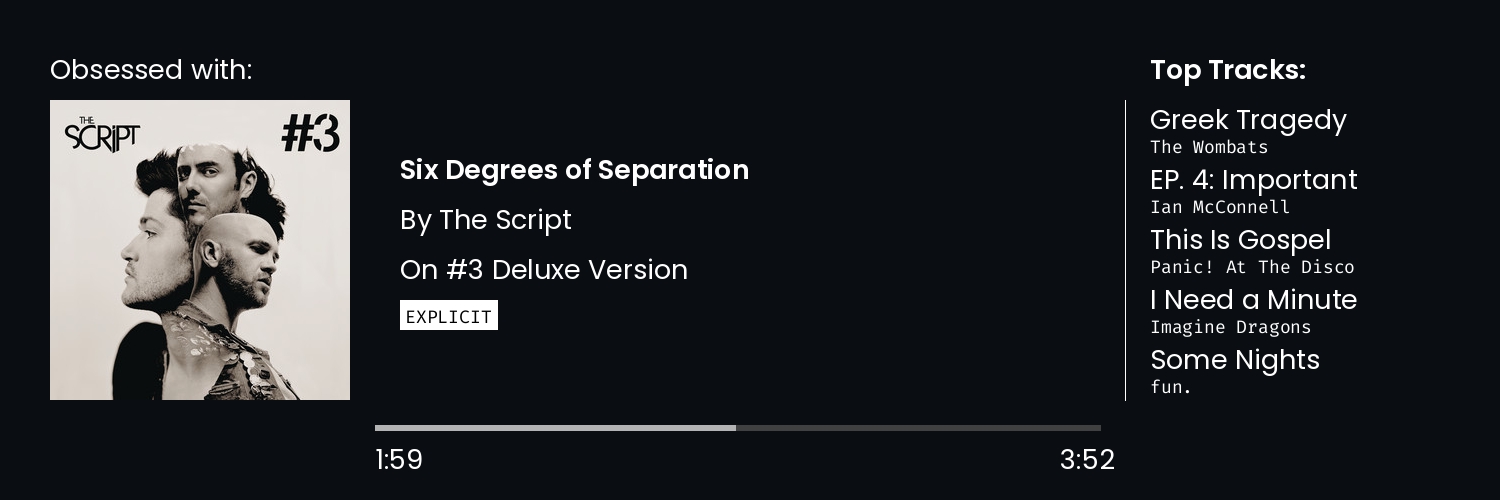 Obsessed with:
THE
SCRIPT
#3
Six Degrees of Separation
By The Script
On #3 Deluxe Version
EXPLICIT
1:59
3:52
Top Tracks:
Greek Tragedy
The Wombats
EP. 4: Important
Ian McConnell
This Is Gospel
Panic! At The Disco
I Need a Minute
Imagine Dragons
Some Nights
fun.